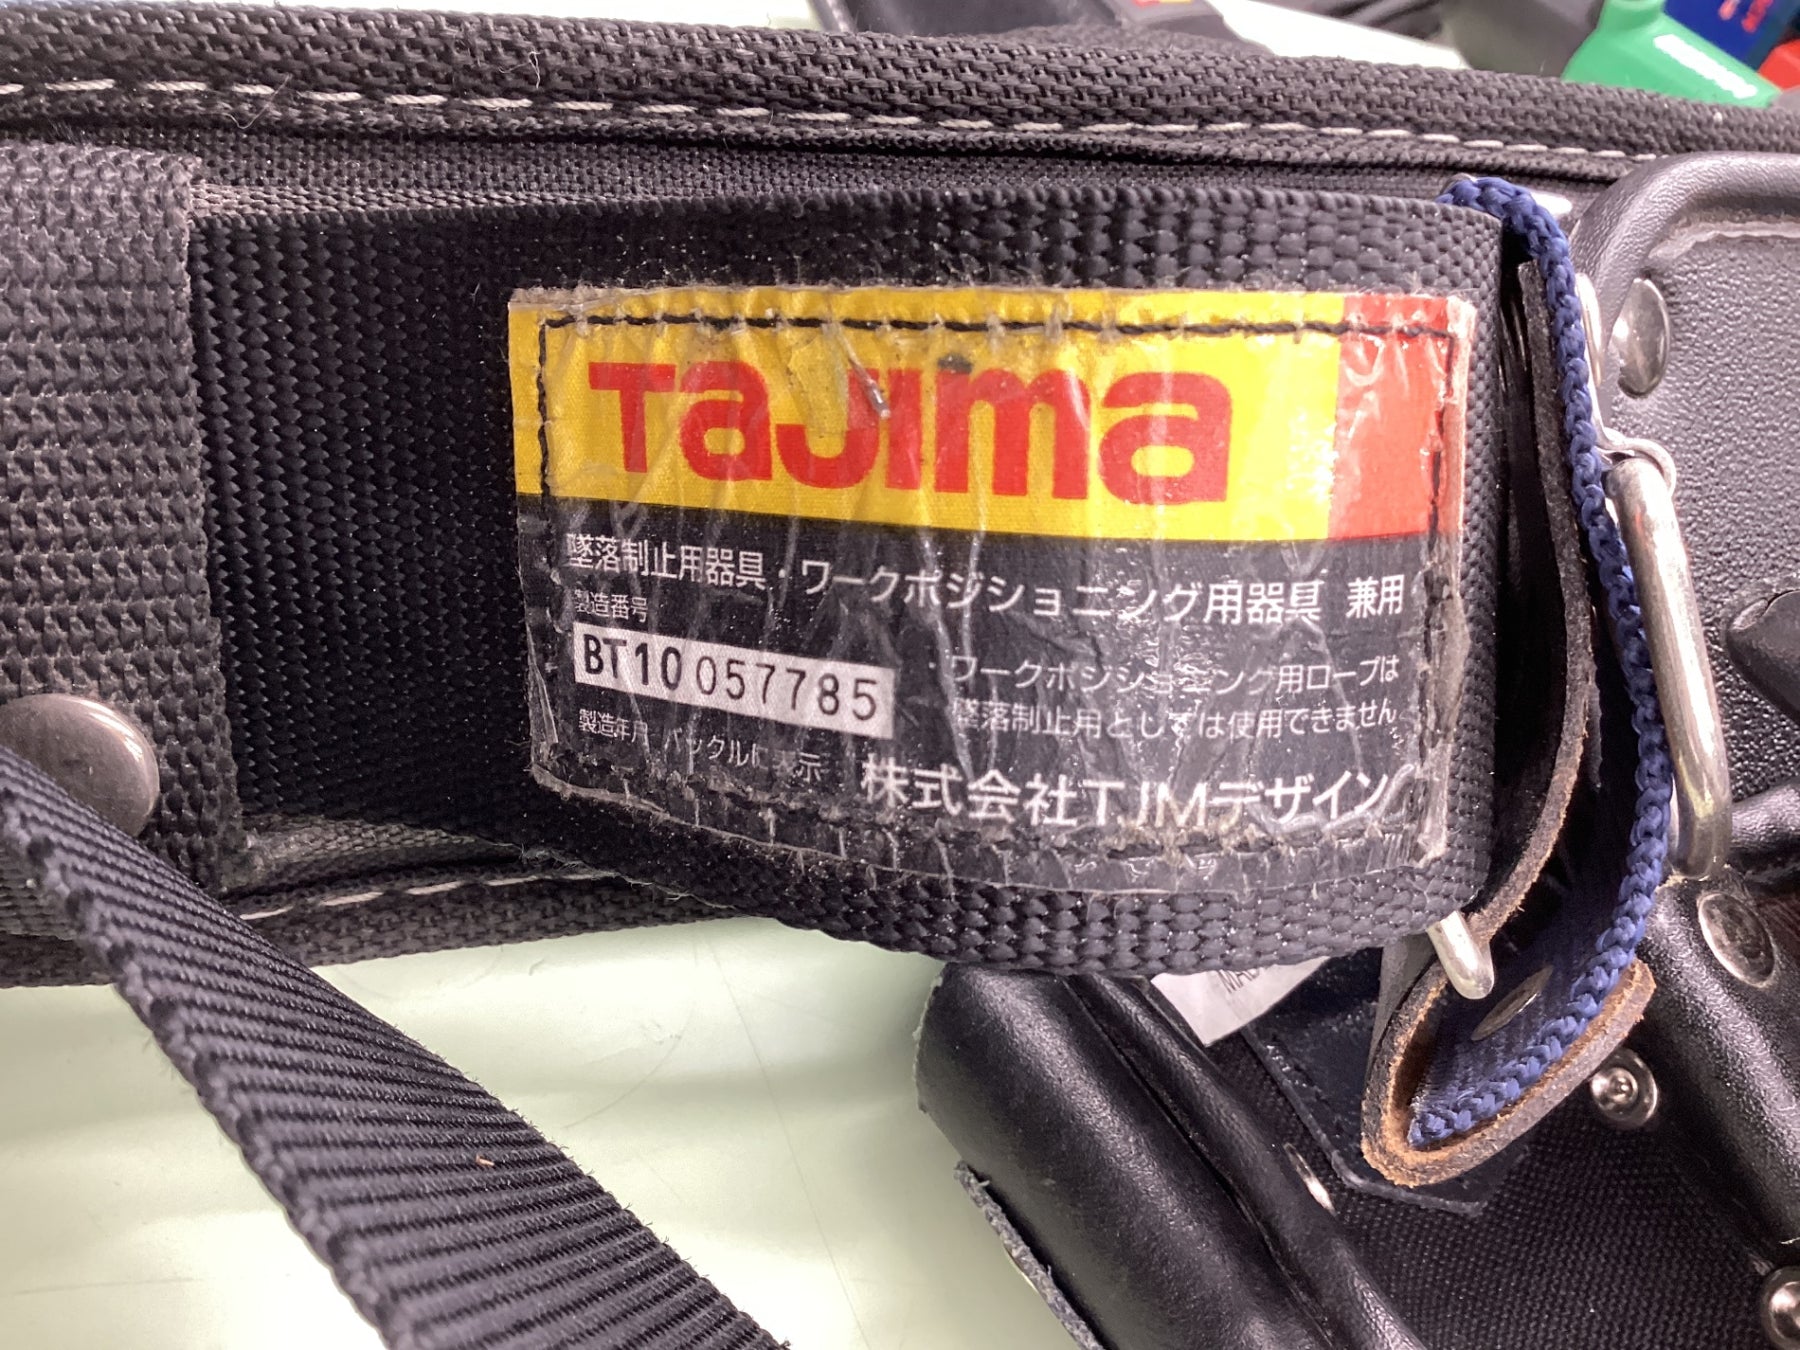 TaJima
墜落制止用器具・ワークポジショニング用器具 兼用
製造番号
BT10 057785
ワークポジショニング用ロープは
墜落制止用としては使用できません
製造年月 バックルに表示
株式会社TJMデザイン